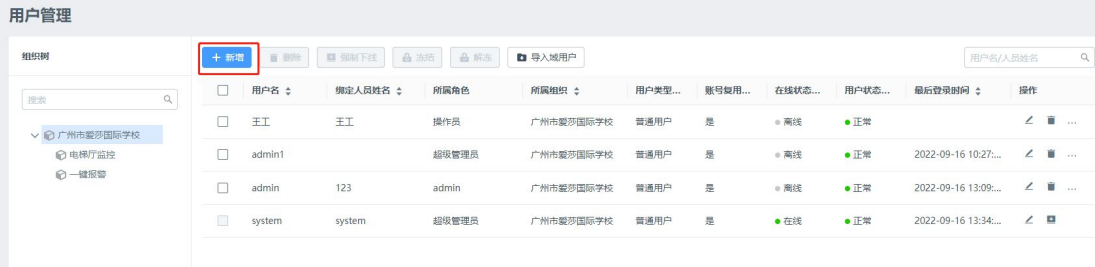 用户管理
组织树
+ 新增 删除 强制下线 冻结 解冻 导入域用户 用户名/人员姓名
搜索
用户名 绑定人员姓名 所属角色 所属组织 用户类型... 账号复用... 在线状态... 用户状态... 最后登录时间 操作
广州市爱莎国际学校
电梯厅监控
一键报警
王工 王工 操作员 广州市爱莎国际学校 普通用户 是 离线 正常 ...
admin1 超级管理员 广州市爱莎国际学校 普通用户 是 离线 正常 2022-09-16 10:27:... ...
admin 123 admin 广州市爱莎国际学校 普通用户 是 离线 正常 2022-09-16 13:09:... ...
system system 超级管理员 广州市爱莎国际学校 普通用户 是 在线 正常 2022-09-16 13:34:...